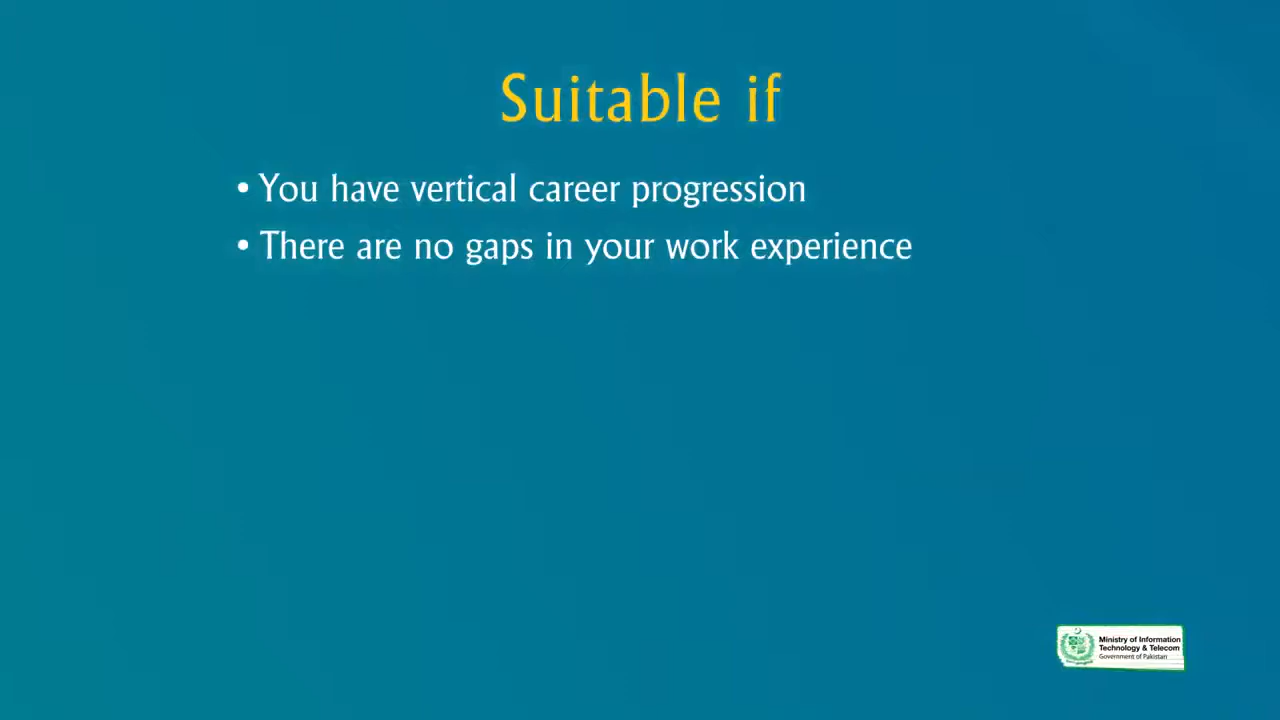 Suitable if
• You have vertical career progression
• There are no gaps in your work experience
Ministry of Information
Technology & Telecom
Government of Pakistan